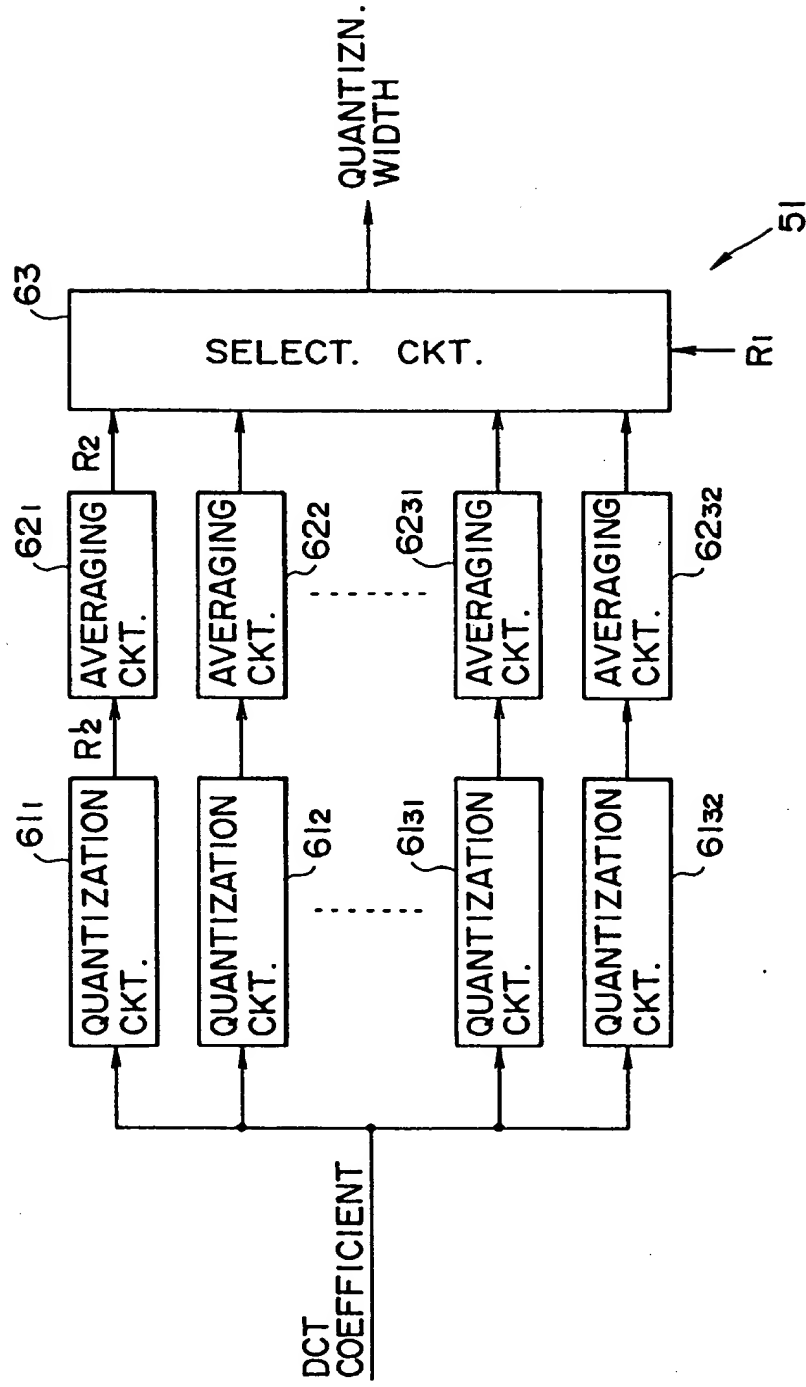 DCT
COEFFICIENT
611
QUANTIZATION
CKT.
R½
621
AVERAGING
CKT.
R2
612
QUANTIZATION
CKT.
622
AVERAGING
CKT.
6131
QUANTIZATION
CKT.
6231
AVERAGING
CKT.
6132
QUANTIZATION
CKT.
6232
AVERAGING
CKT.
63
SELECT. CKT.
R1
QUANTIZN.
WIDTH
51